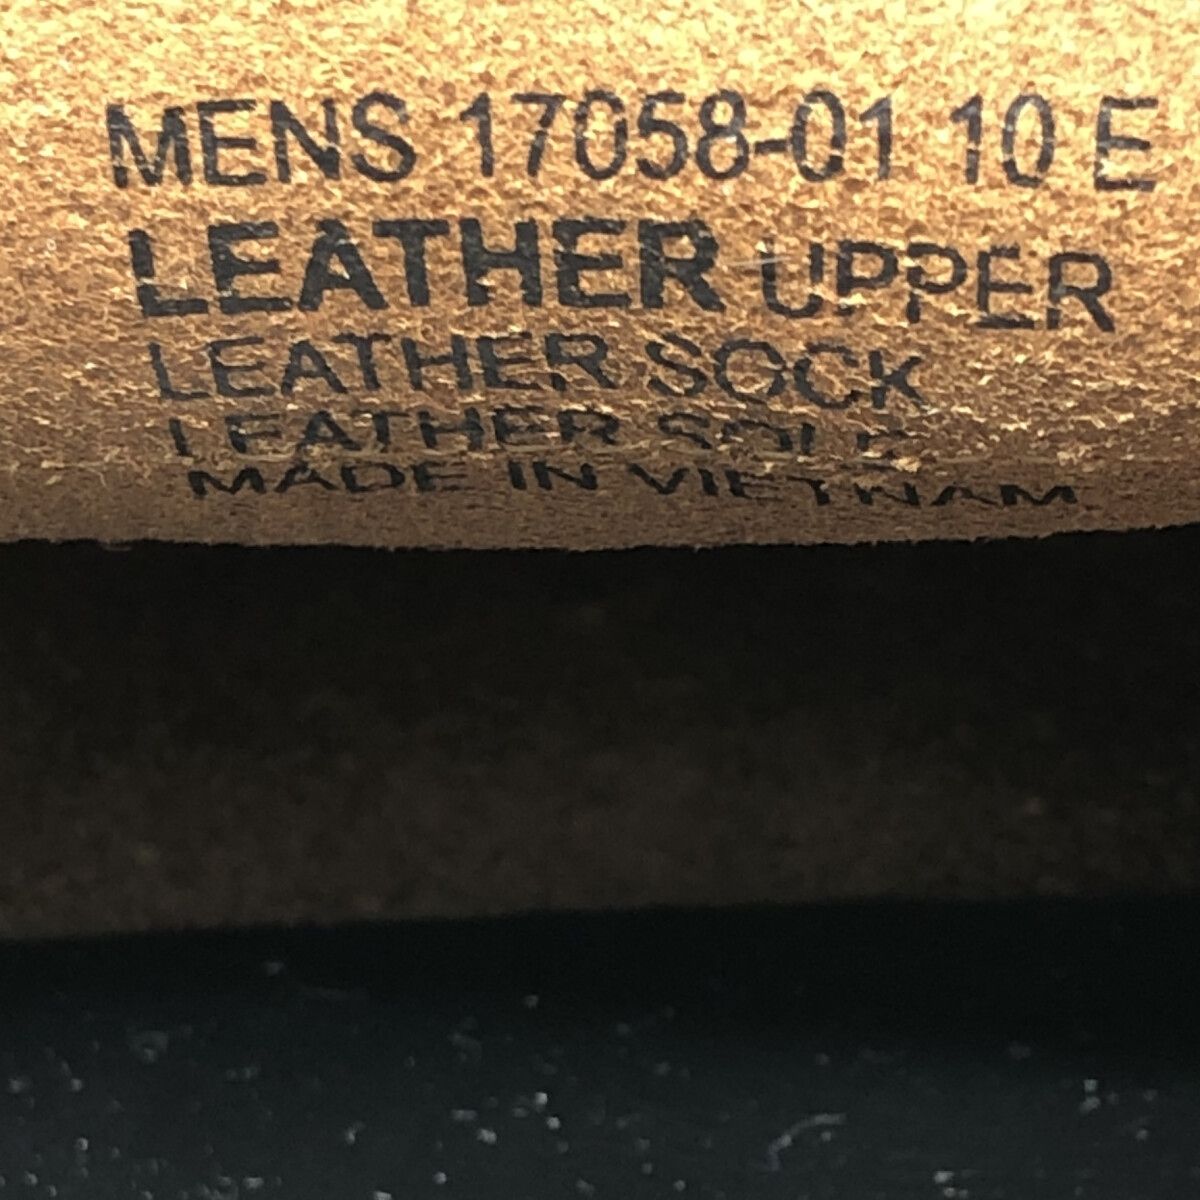 MENS 17058-01 10 E
LEATHER UPPER
LEATHER SOCK
LEATHER SOLE
MADE IN VIETNAM